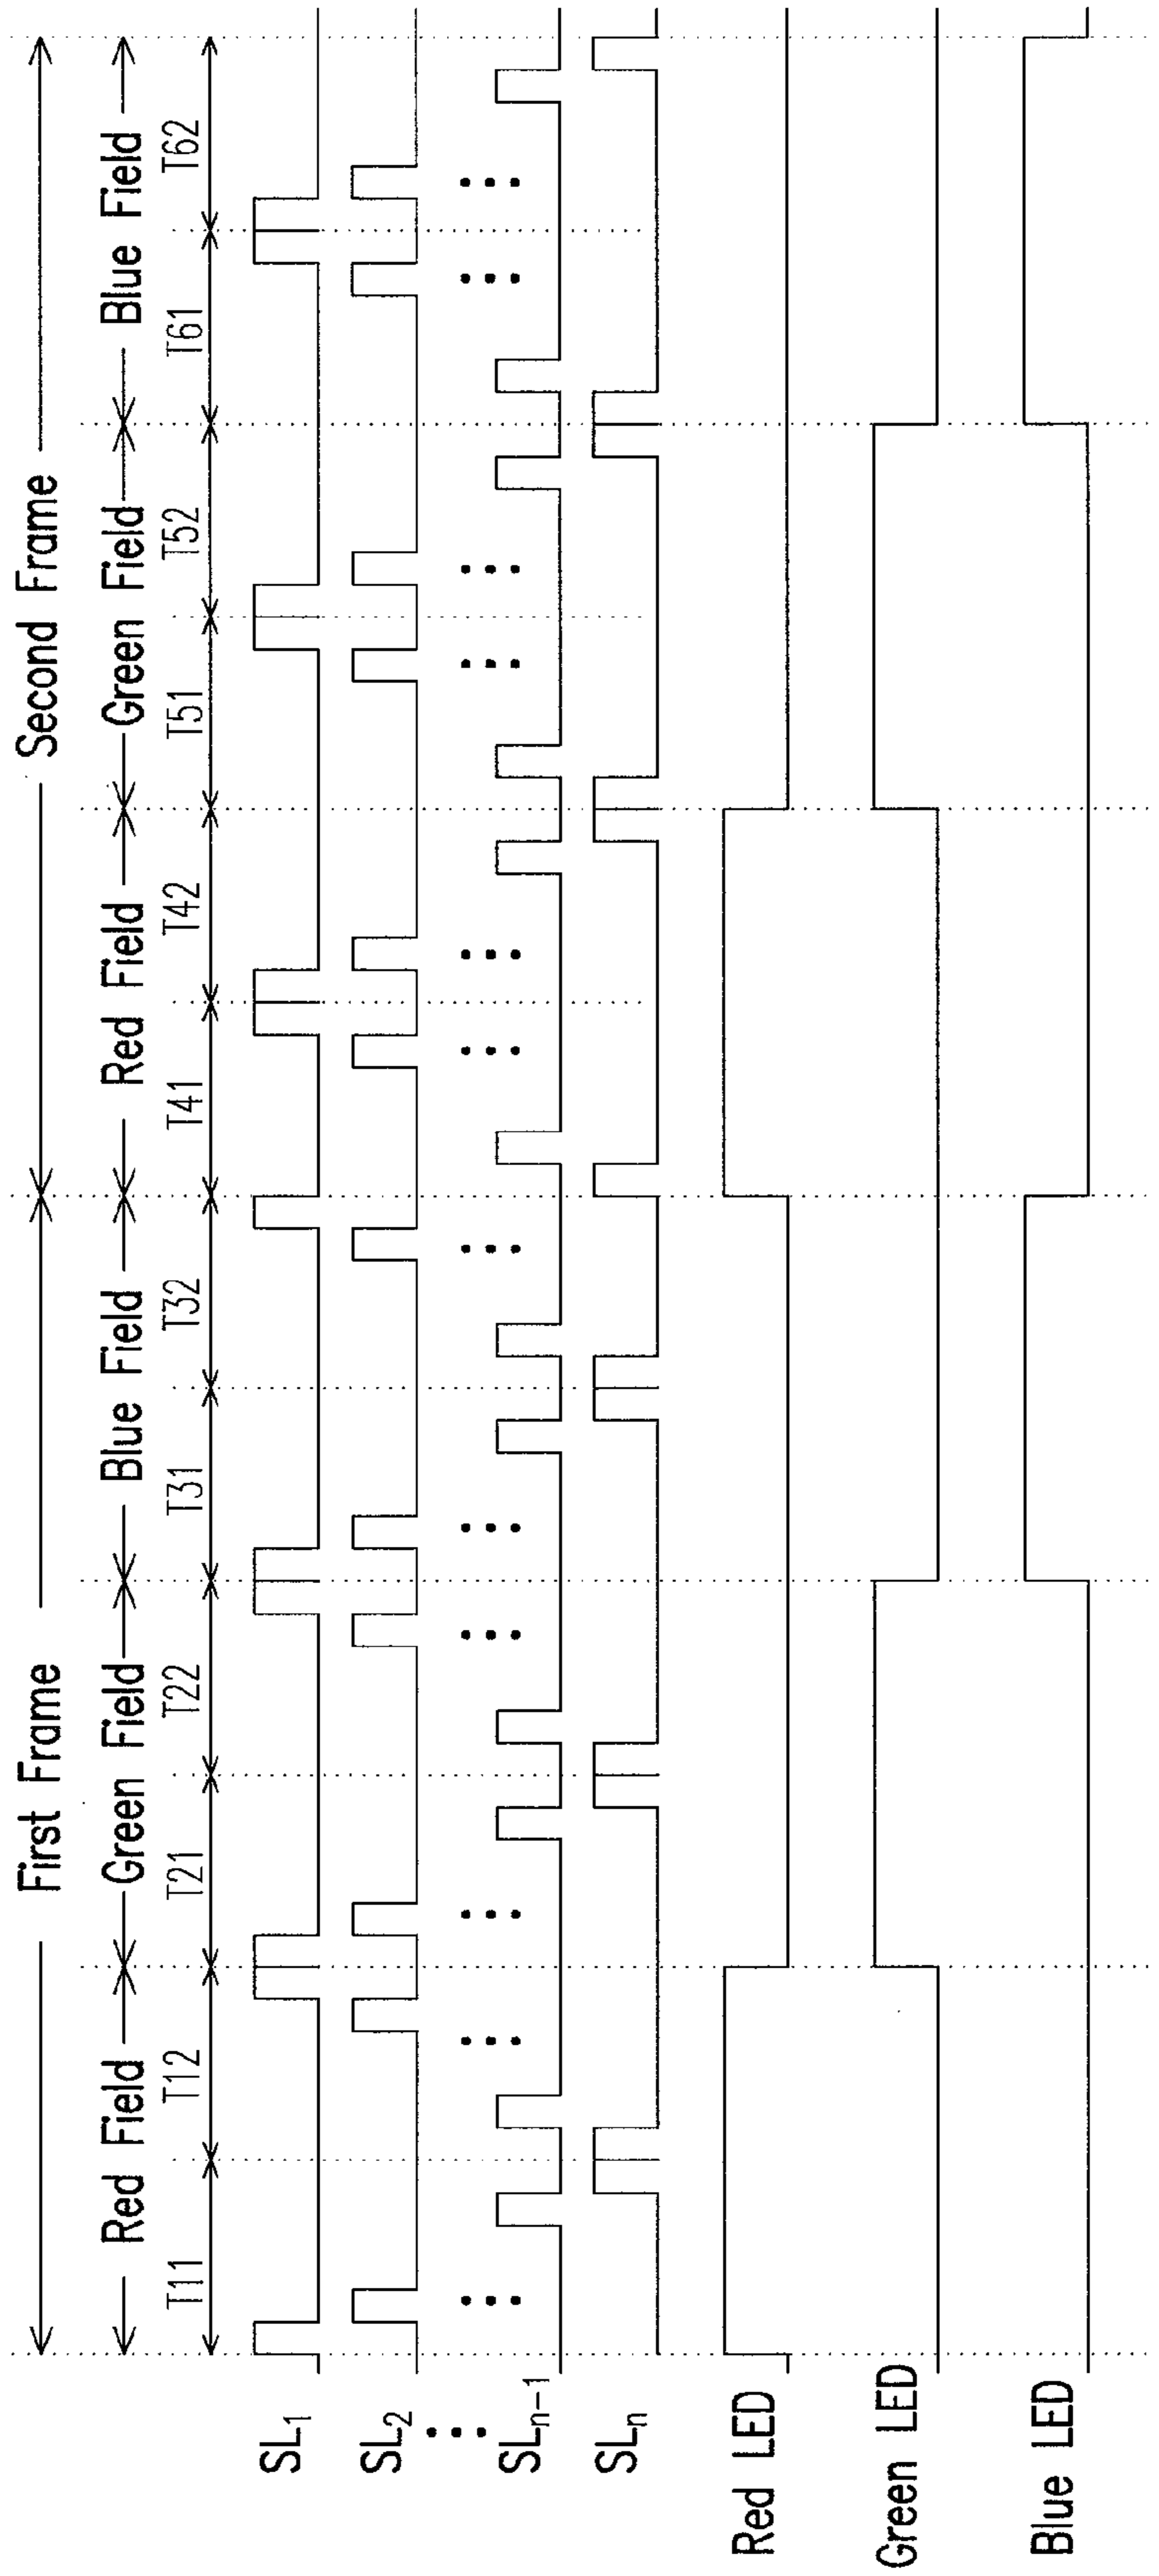 First Frame Second Frame
Red Field Green Field Blue Field Red Field Green Field Blue Field
T11 T12 T21 T22 T31 T32 T41 T42 T51 T52 T61 T62
SL1
SL2
SLn-1
SLn
Red LED
Green LED
Blue LED